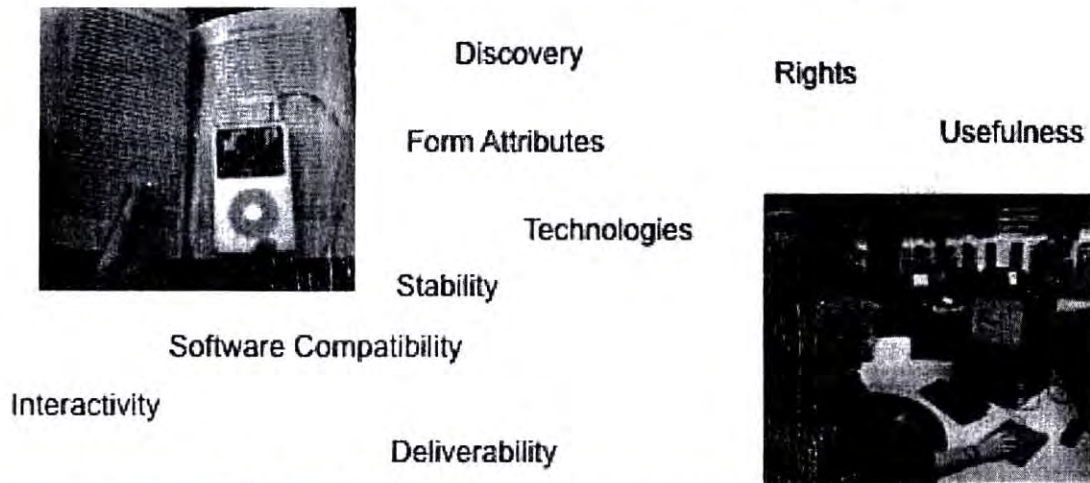 Discovery
Rights
Form Attributes
Usefulness
Technologies
Stability
Software Compatibility
Interactivity
Deliverability